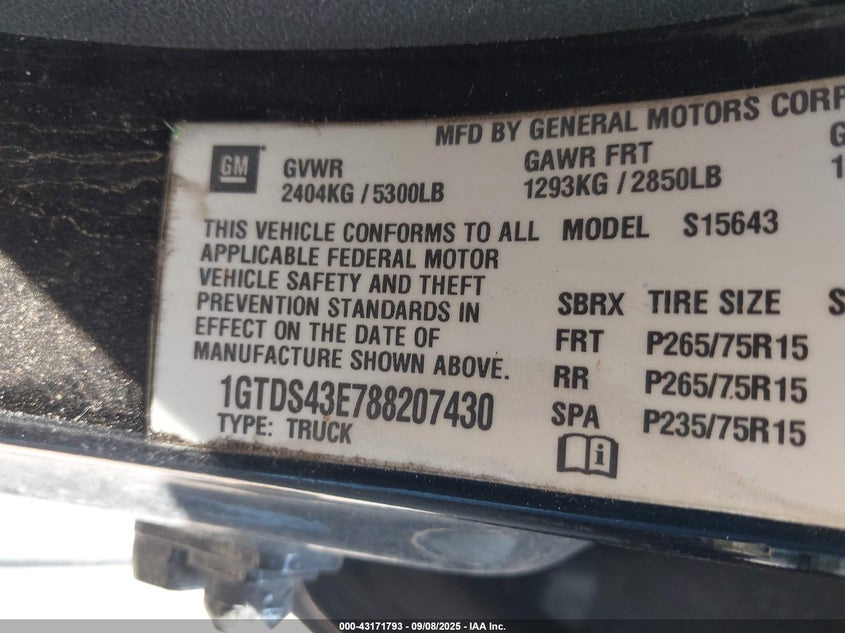 MFD BY GENERAL MOTORS CORP
GM
GVWR
2404KG / 5300LB
GAWR FRT
1293KG / 2850LB
THIS VEHICLE CONFORMS TO ALL
APPLICABLE FEDERAL MOTOR
VEHICLE SAFETY AND THEFT
PREVENTION STANDARDS IN
EFFECT ON THE DATE OF
MANUFACTURE SHOWN ABOVE.
1GTDS43E788207430
TYPE: TRUCK
MODEL S15643
SBRX TIRE SIZE
FRT P265/75R15
RR P265/75R15
SPA P235/75R15
000-43171793 - 09/08/2025 - IAA Inc.